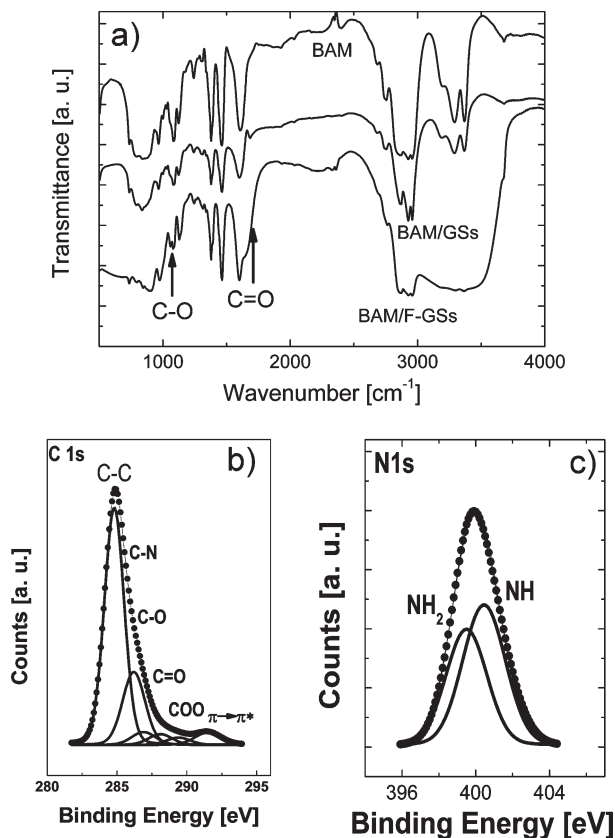 a)
BAM
BAM/GSs
BAM/F-GSs
C-O
C=O
Transmittance [a. u.]
1000 2000 3000 4000
Wavenumber [cm⁻¹]
C 1s
b)
C-C
C-N
C-O
C=O
COO π→π*
Counts [a. u.]
280 285 290 295
Binding Energy [eV]
N1s
c)
NH₂
NH
Counts [a. u.]
396 400 404
Binding Energy [eV]